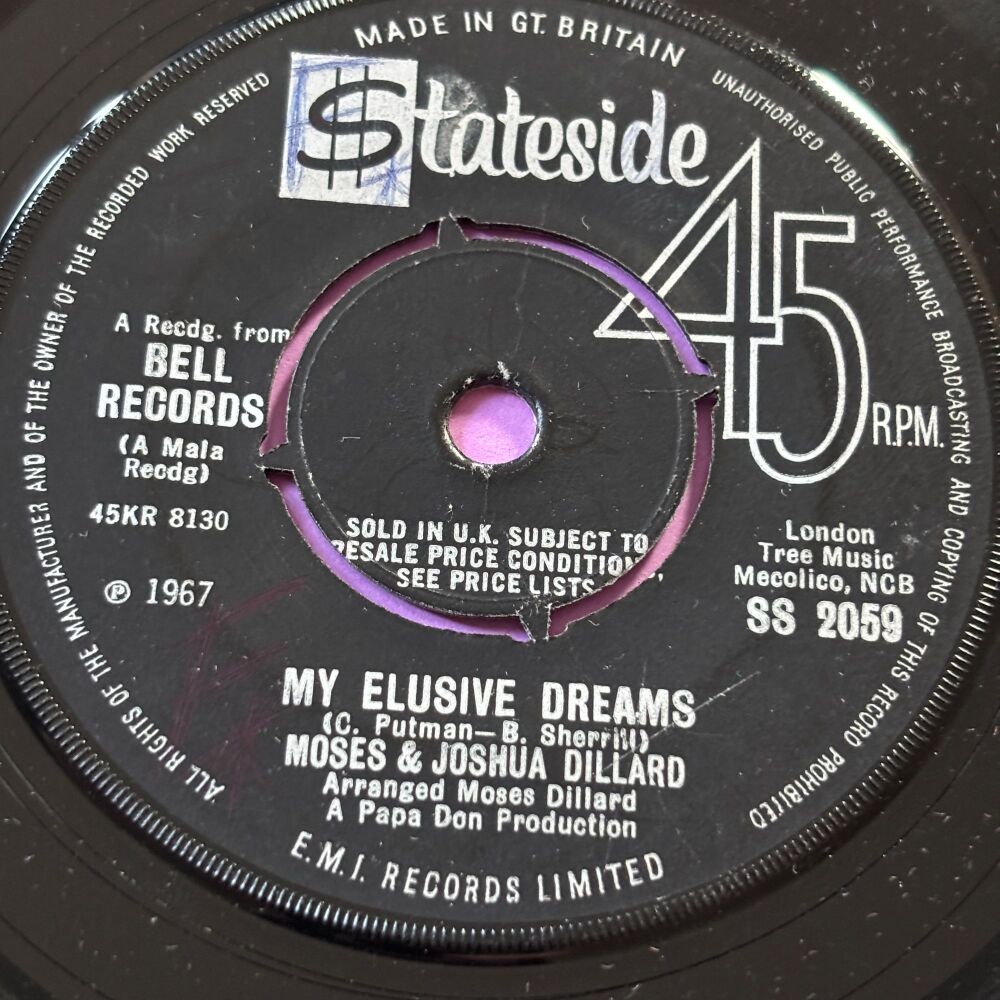 MADE IN GT. BRITAIN
UNAUTHORISED PUBLIC PERFORMANCE BROADCASTING AND COPYING OF THIS RECORD PROHIBITED
ALL RIGHTS OF THE MANUFACTURER AND OF THE OWNER OF THE RECORDED WORK RESERVED
Stateside
45 R.P.M.
A Recdg. from
BELL
RECORDS
(A Mala
Recdg)
45KR 8130
℗ 1967
SOLD IN U.K. SUBJECT TO
RESALE PRICE CONDITIONS,
SEE PRICE LISTS
London
Tree Music
Mecolico, NCB
SS 2059
MY ELUSIVE DREAMS
(C. Putman—B. Sherrill)
MOSES & JOSHUA DILLARD
Arranged Moses Dillard
A Papa Don Production
E.M.I. RECORDS LIMITED